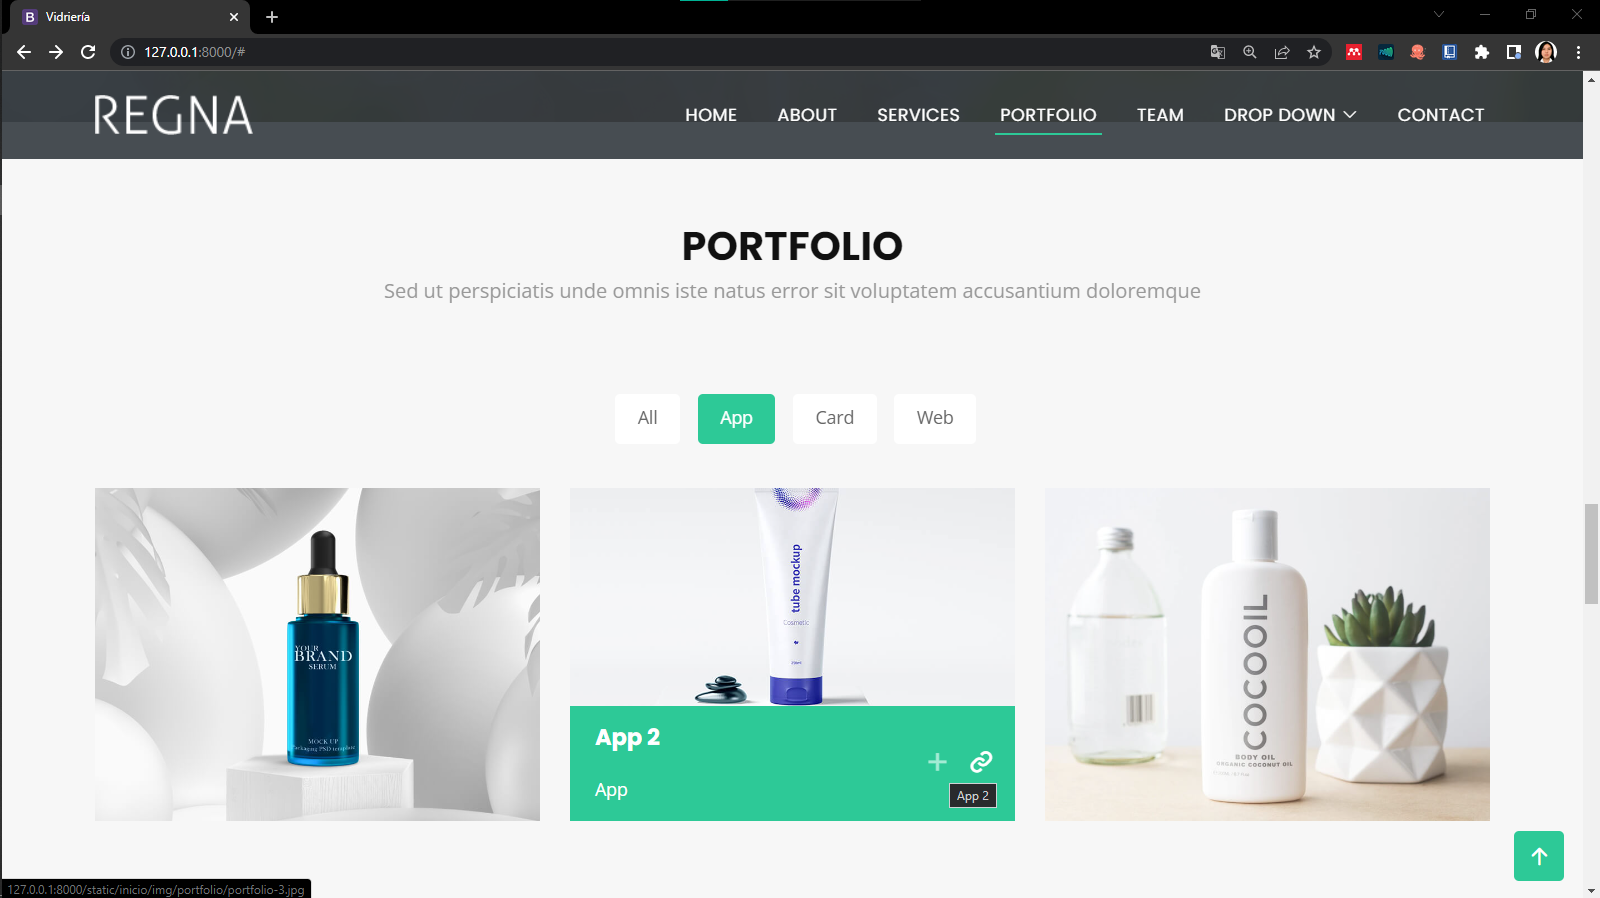 Vidriería
127.0.0.1:8000/#
REGNA
HOME ABOUT SERVICES PORTFOLIO TEAM DROP DOWN CONTACT
PORTFOLIO
Sed ut perspiciatis unde omnis iste natus error sit voluptatem accusantium doloremque
All App Card Web
YOUR
BRAND
SERUM
MOCK UP
Packaging PSD template
tube mockup
Cosmetic
App 2
App
App 2
COCOOIL
BODY OIL
ORGANIC COCONUT OIL
127.0.0.1:8000/static/inicio/img/portfolio/portfolio-3.jpg